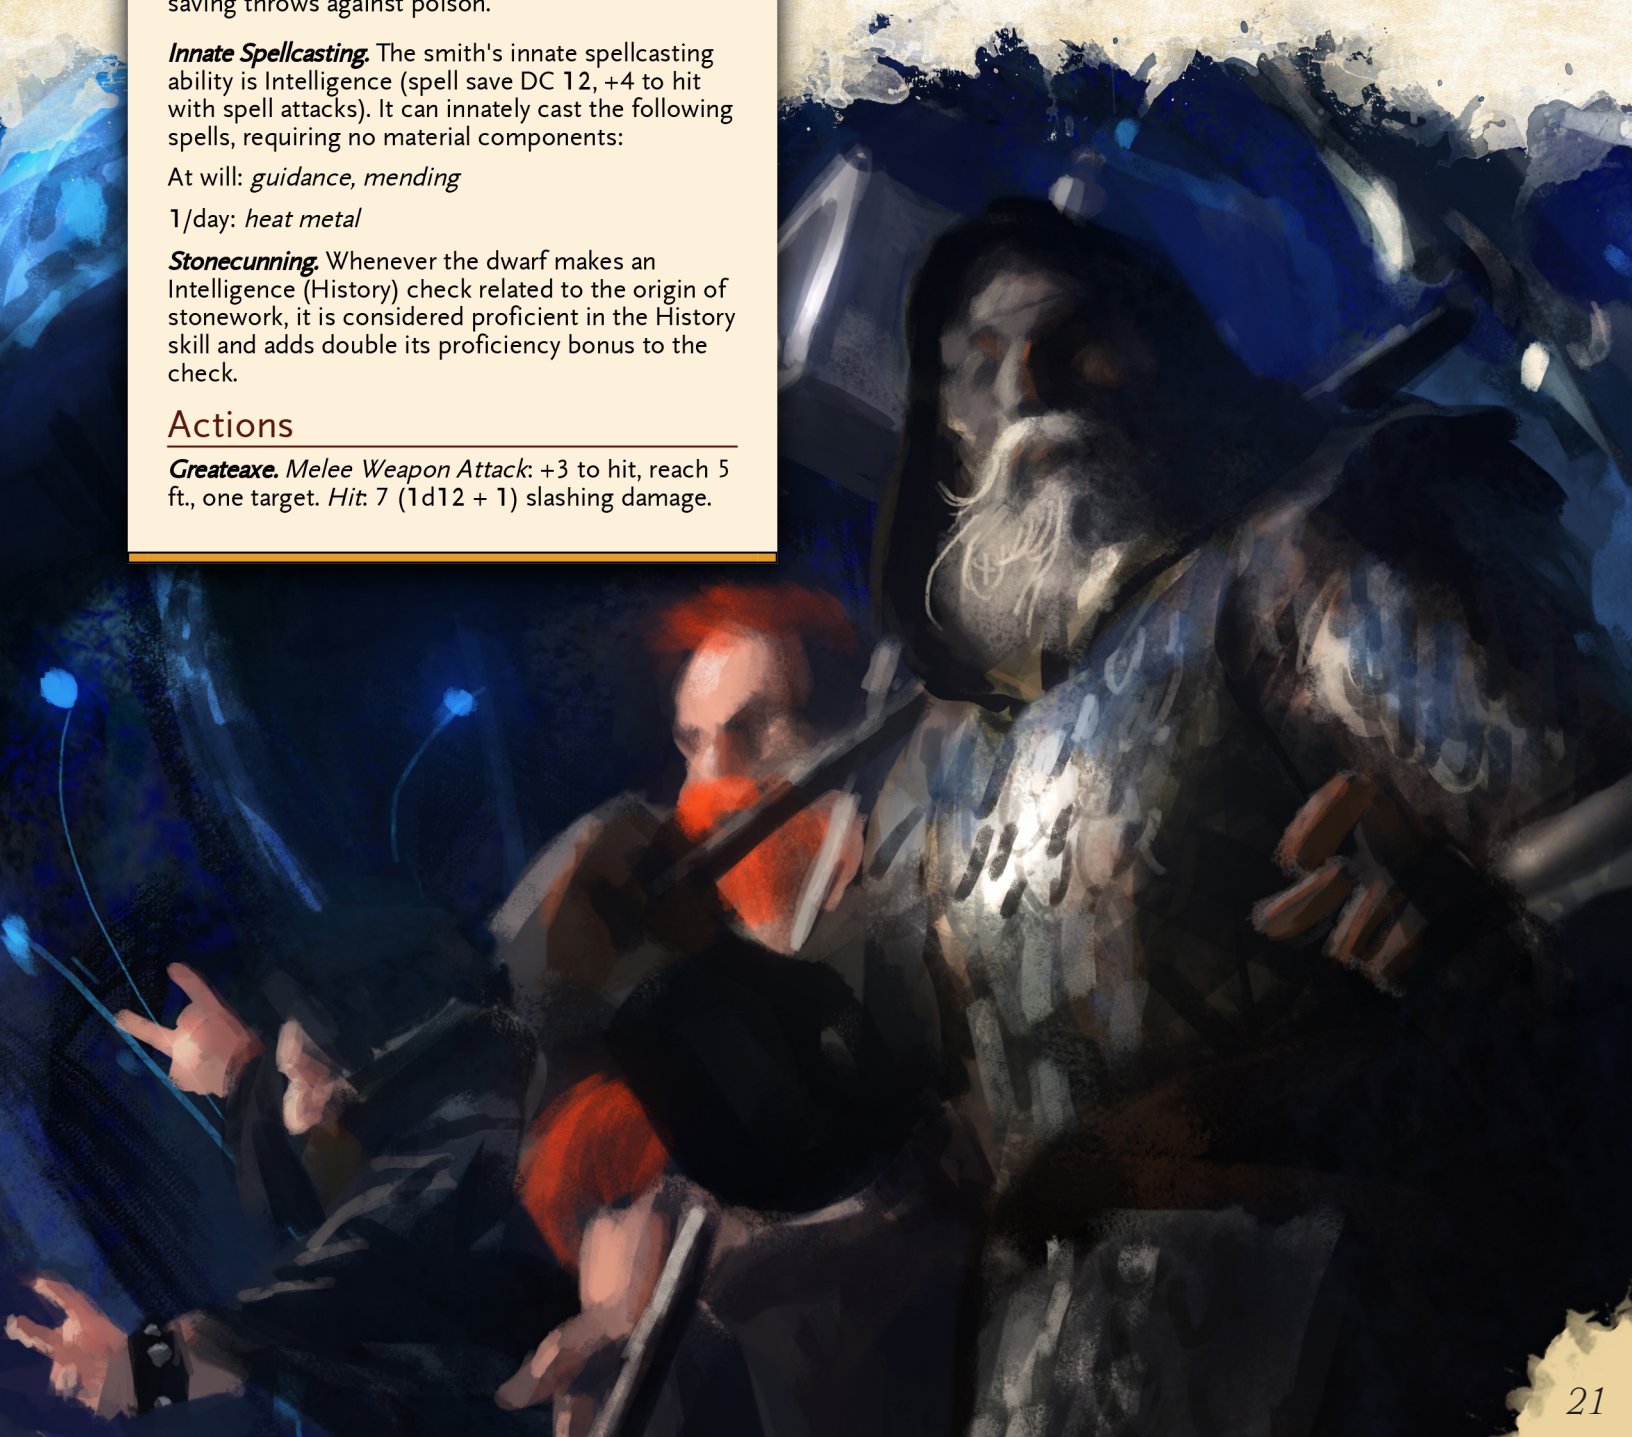 saving throws against poison.
Innate Spellcasting. The smith's innate spellcasting
ability is Intelligence (spell save DC 12, +4 to hit
with spell attacks). It can innately cast the following
spells, requiring no material components:
At will: guidance, mending
1/day: heat metal
Stonecunning. Whenever the dwarf makes an
Intelligence (History) check related to the origin of
stonework, it is considered proficient in the History
skill and adds double its proficiency bonus to the
check.
Actions
Greateaxe. Melee Weapon Attack: +3 to hit, reach 5
ft., one target. Hit: 7 (1d12 + 1) slashing damage.
21